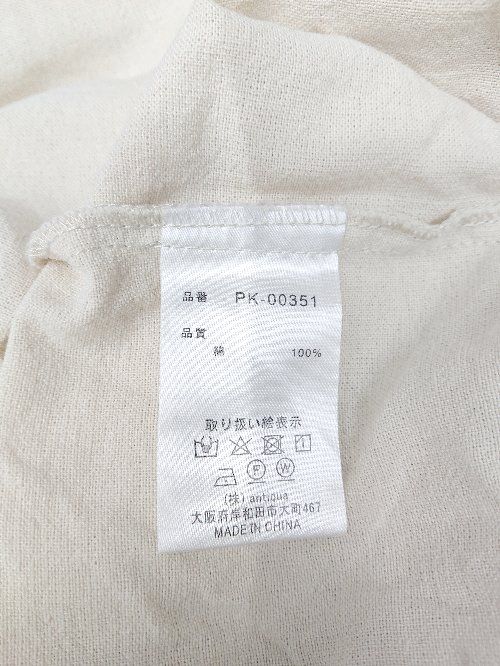 品番 PK-00351
品質
綿 100%
取り扱い絵表示
F W
(株) antiqua
大阪府岸和田市大町467
MADE IN CHINA